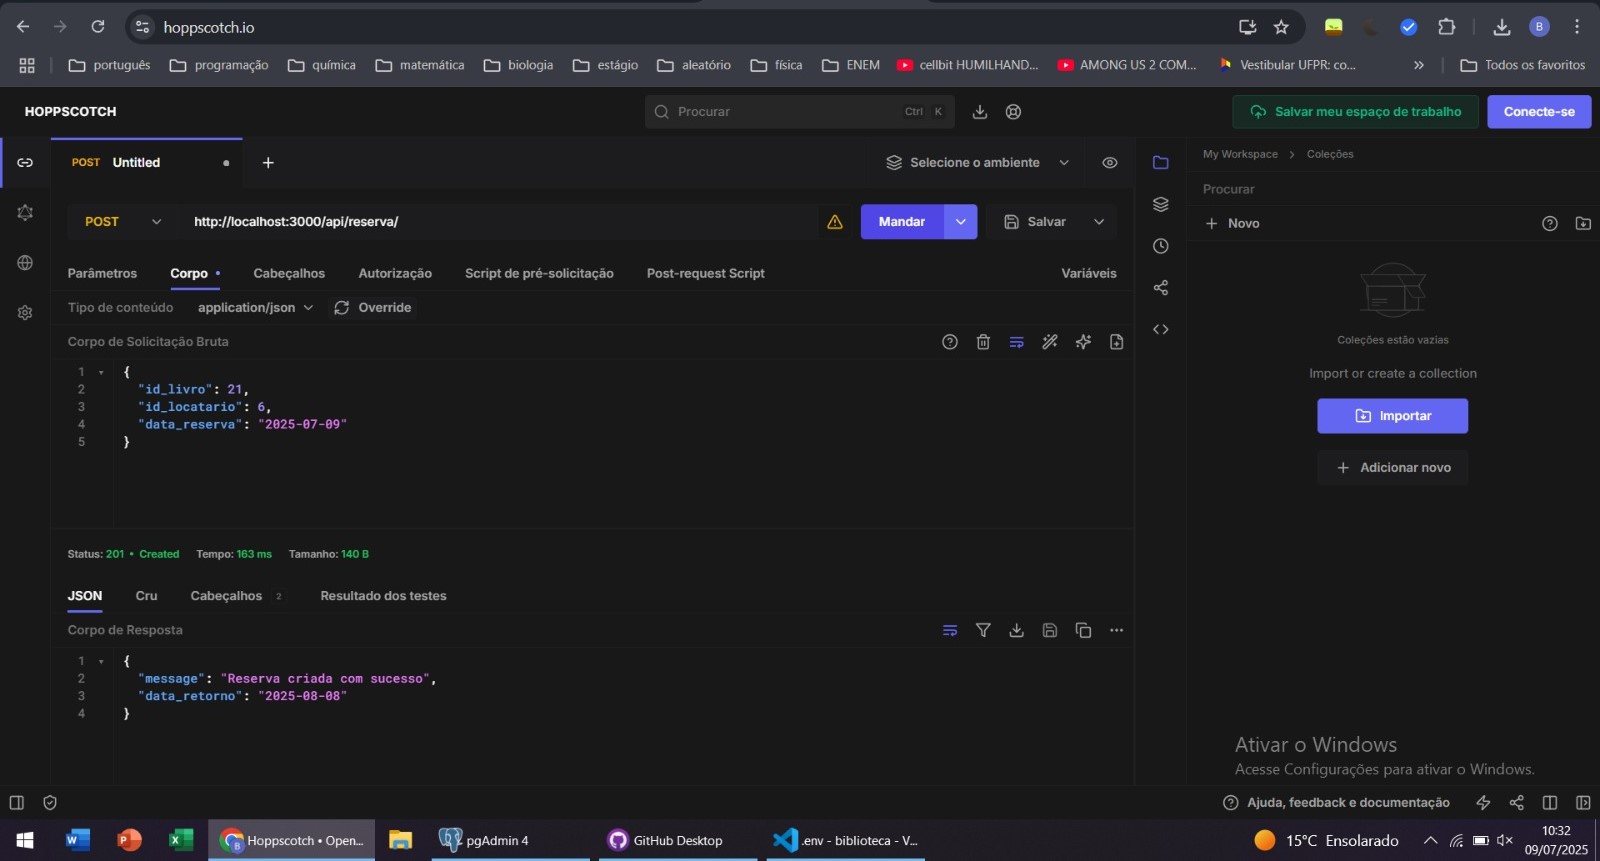 hoppscotch.io
português programação química matemática biologia estágio aleatório física ENEM cellbit HUMILHAND... AMONG US 2 COM... Vestibular UFPR: co... » Todos os favoritos
HOPPSCOTCH Procurar Ctrl K Salvar meu espaço de trabalho Conecte-se
POST Untitled Selecione o ambiente
My Workspace Coleções
Procurar
POST http://localhost:3000/api/reserva/ Mandar Salvar
Novo
Parâmetros Corpo Cabeçalhos Autorização Script de pré-solicitação Post-request Script Variáveis
Tipo de conteúdo application/json Override
Corpo de Solicitação Bruta
Coleções estão vazias
Import or create a collection
Importar
Adicionar novo
1 {
2 "id_livro": 21,
3 "id_locatario": 6,
4 "data_reserva": "2025-07-09"
5 }
Status: 201 • Created Tempo: 163 ms Tamanho: 140 B
JSON Cru Cabeçalhos 2 Resultado dos testes
Corpo de Resposta
1 {
2 "message": "Reserva criada com sucesso",
3 "data_retorno": "2025-08-08"
4 }
Ativar o Windows
Acesse Configurações para ativar o Windows.
Ajuda, feedback e documentação
Hoppscotch • Open... pgAdmin 4 GitHub Desktop .env - biblioteca - V... 15°C Ensolarado 10:32
09/07/2025